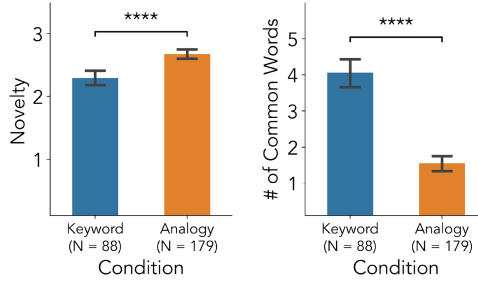 ****
3
2
1
Novelty
Keyword
(N = 88)
Analogy
(N = 179)
Condition
****
5
4
3
2
1
# of Common Words
Keyword
(N = 88)
Analogy
(N = 179)
Condition